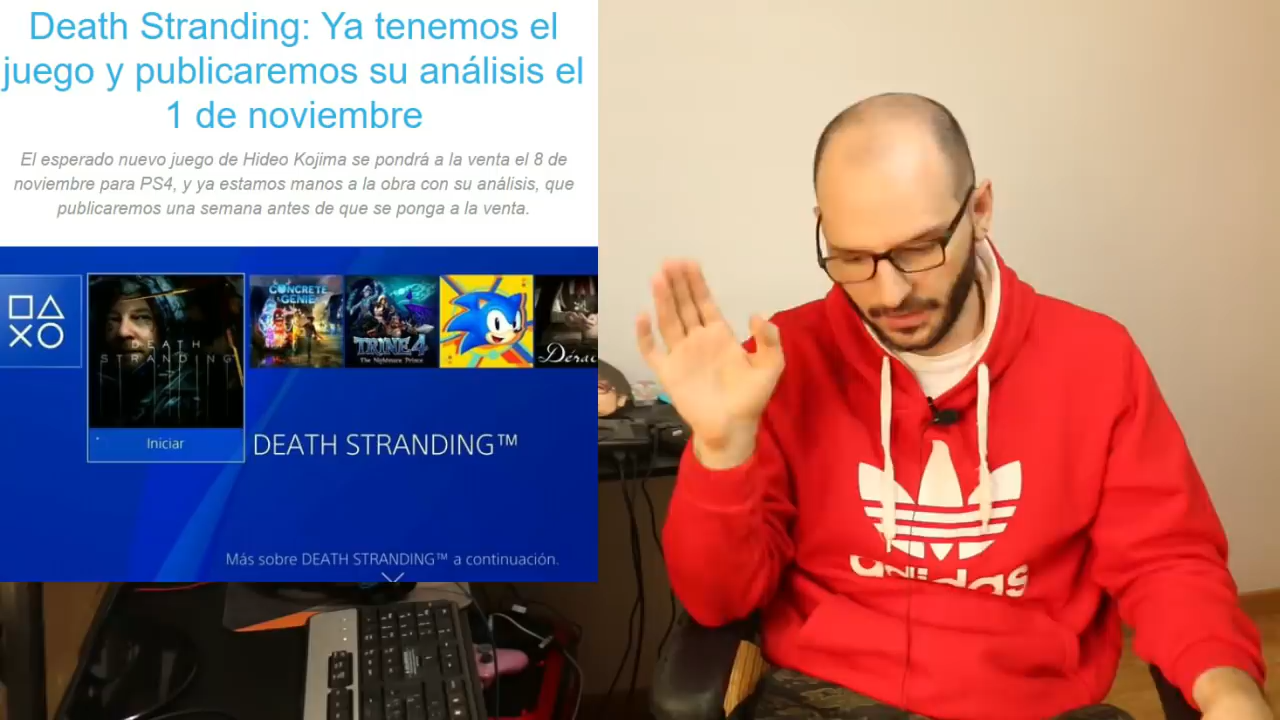 Death Stranding: Ya tenemos el
juego y publicaremos su análisis el
1 de noviembre
El esperado nuevo juego de Hideo Kojima se pondrá a la venta el 8 de
noviembre para PS4, y ya estamos manos a la obra con su análisis, que
publicaremos una semana antes de que se ponga a la venta.
DEATH
STRANDING
CONCRETE
GENIE
TRINE 4
The Nightmare Prince
Iniciar
DEATH STRANDING™
Más sobre DEATH STRANDING™ a continuación.
adidas